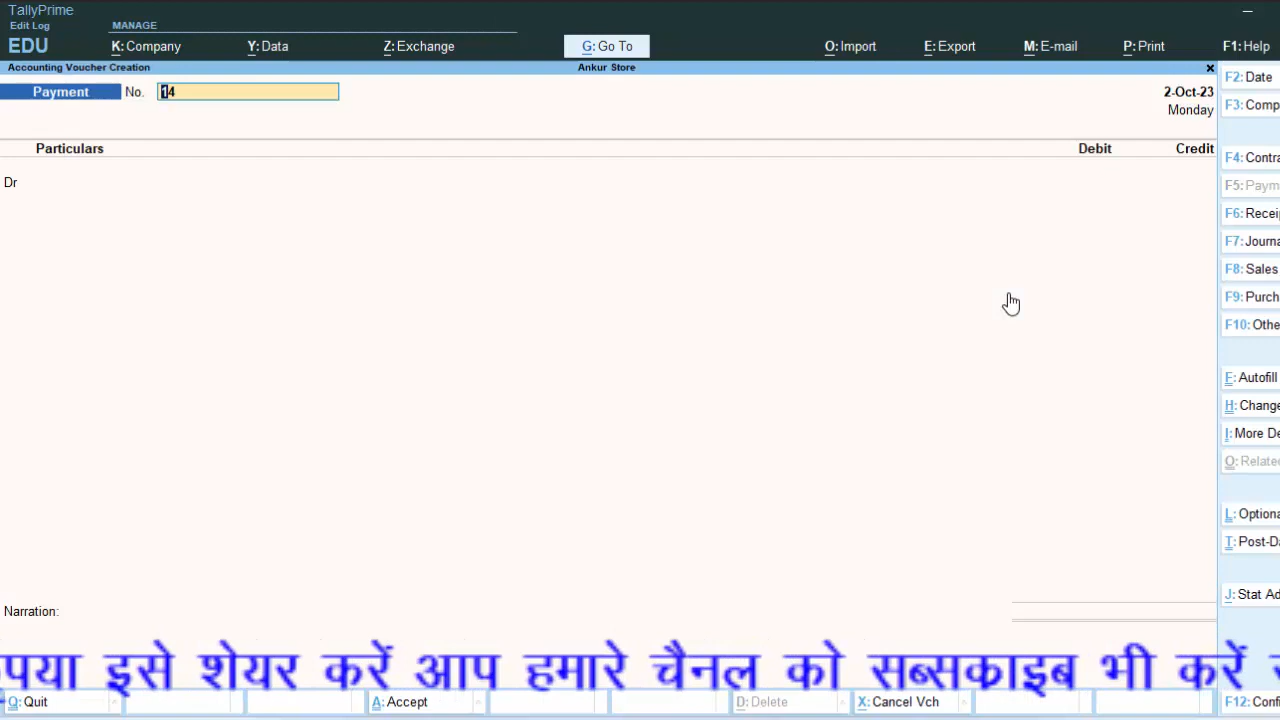 TallyPrime
Edit Log
MANAGE
EDU K: Company Y: Data Z: Exchange G: Go To O: Import E: Export M: E-mail P: Print F1: Help
Accounting Voucher Creation Ankur Store
F2: Date
Payment No. 14 2-Oct-23
F3: Comp
Monday
Particulars Debit Credit
F4: Contra
Dr
F5: Paym
F6: Recei
F7: Journa
F8: Sales
F9: Purch
F10: Othe
F: Autofill
H: Change
I: More De
O: Relate
L: Optiona
T: Post-Da
J: Stat Ad
Narration:
पया इसे शेयर करें आप हमारे चैनल को सब्सक्राइब भी करें
Q: Quit A: Accept D: Delete X: Cancel Vch F12: Confi